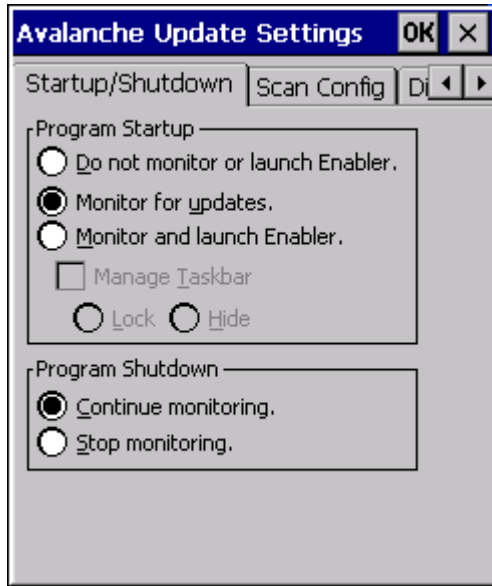 Avalanche Update Settings OK ×
Startup/Shutdown Scan Config Di
Program Startup
Do not monitor or launch Enabler.
Monitor for updates.
Monitor and launch Enabler.
Manage Taskbar
Lock Hide
Program Shutdown
Continue monitoring.
Stop monitoring.